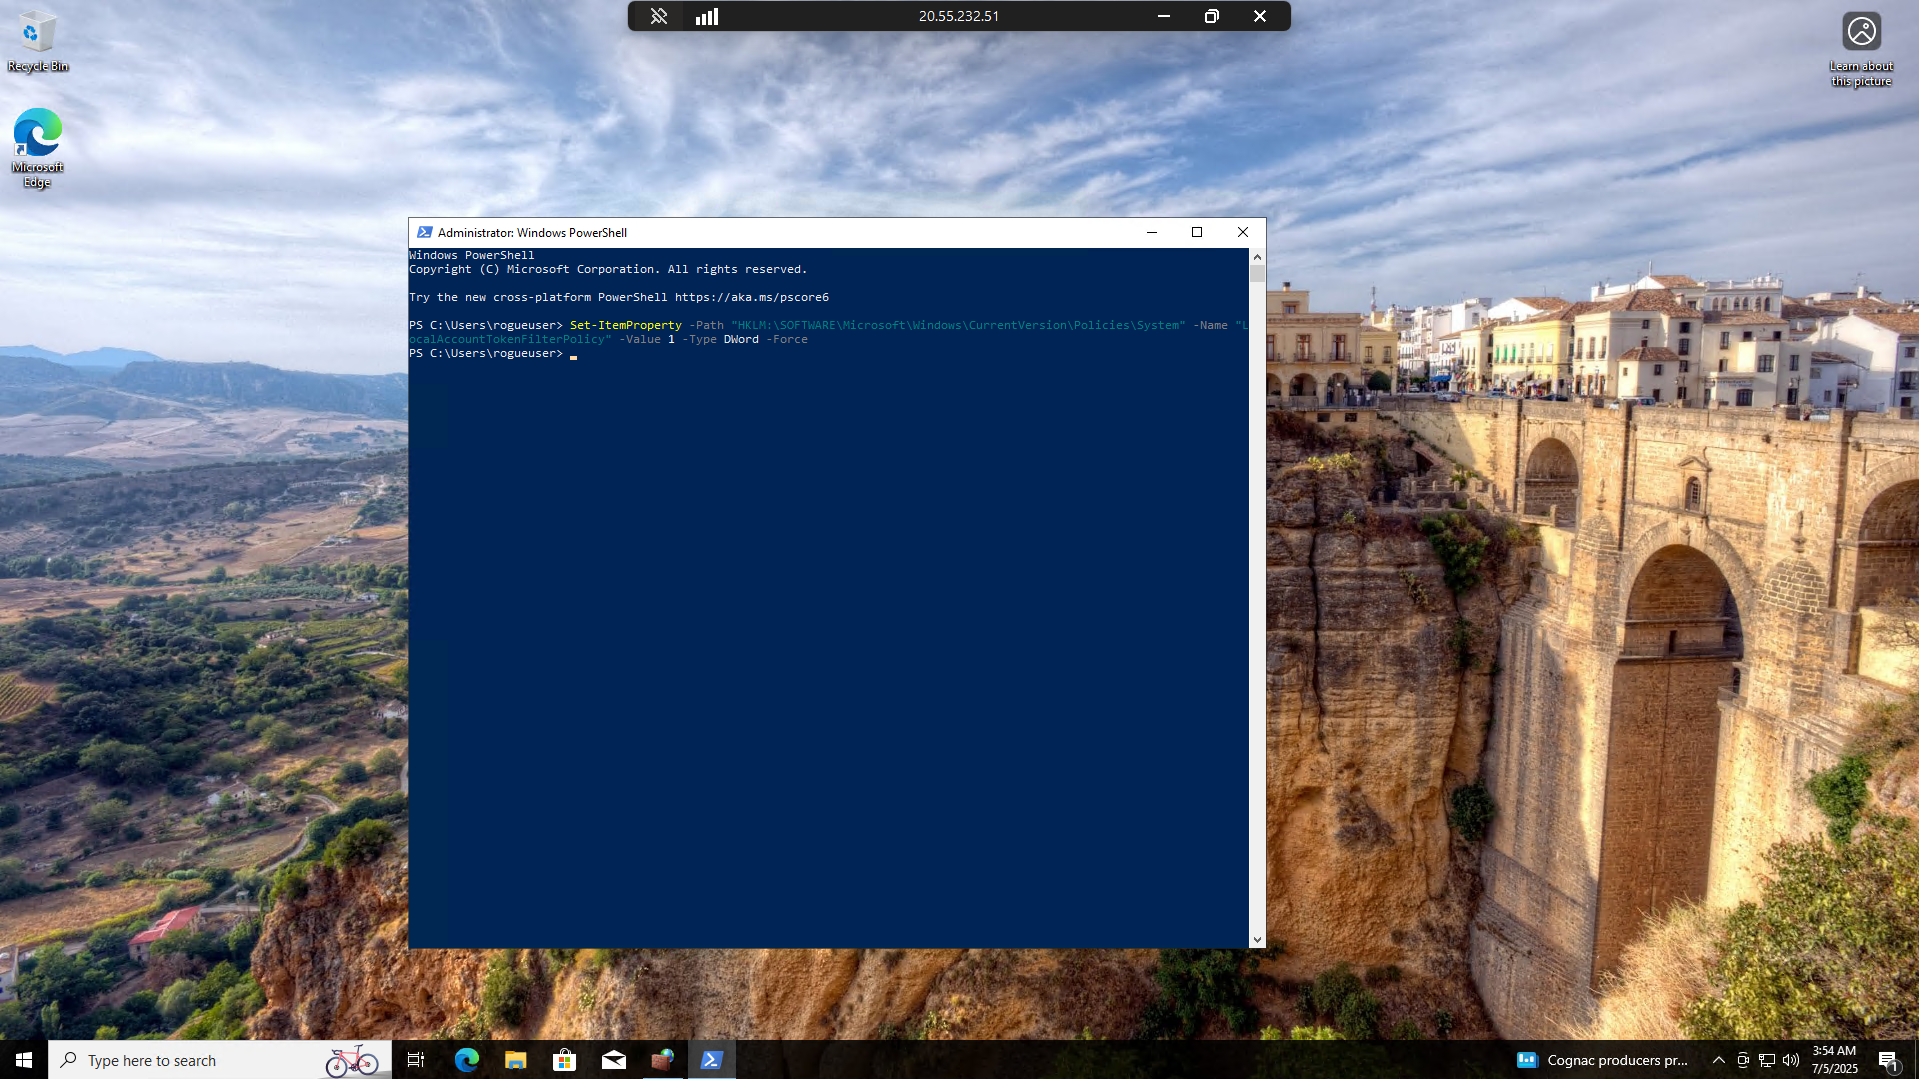 20.55.232.51
Recycle Bin
Learn about
this picture
Microsoft
Edge
Administrator: Windows PowerShell
Windows PowerShell
Copyright (C) Microsoft Corporation. All rights reserved.
Try the new cross-platform PowerShell https://aka.ms/pscore6
PS C:\Users\rogueuser> Set-ItemProperty -Path "HKLM:\SOFTWARE\Microsoft\Windows\CurrentVersion\Policies\System" -Name "L
ocalAccountTokenFilterPolicy" -Value 1 -Type DWord -Force
PS C:\Users\rogueuser>
Type here to search
Cognac producers pr...
3:54 AM
7/5/2025
1